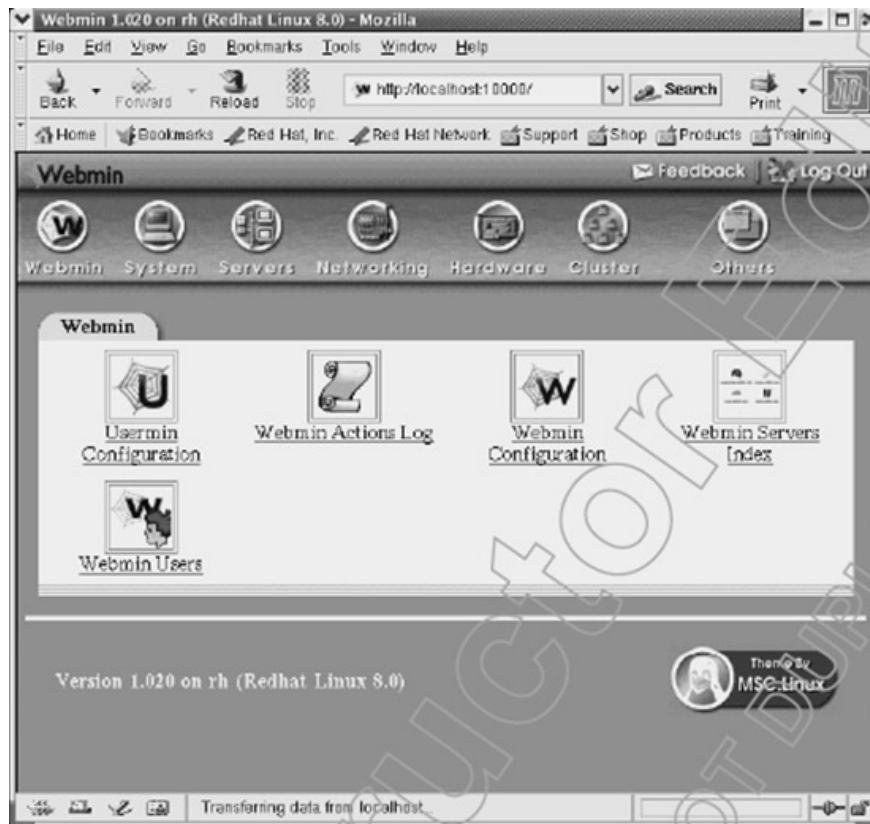 Webmin 1.020 on rh (Redhat Linux 8.0) - Mozilla
File Edit View Go Bookmarks Tools Window Help
Back Forward Reload Stop http://localhost:10000/ Search Print
Home Bookmarks Red Hat, Inc. Red Hat Network Support Shop Products Training
Webmin Feedback Log Out
Webmin System Servers Networking Hardware Cluster Others
Webmin
Usermin Configuration
Webmin Actions Log
Webmin Configuration
Webmin Servers Index
Webmin Users
Version 1.020 on rh (Redhat Linux 8.0)
Theme By
MSC.Linux
Transferring data from localhost...